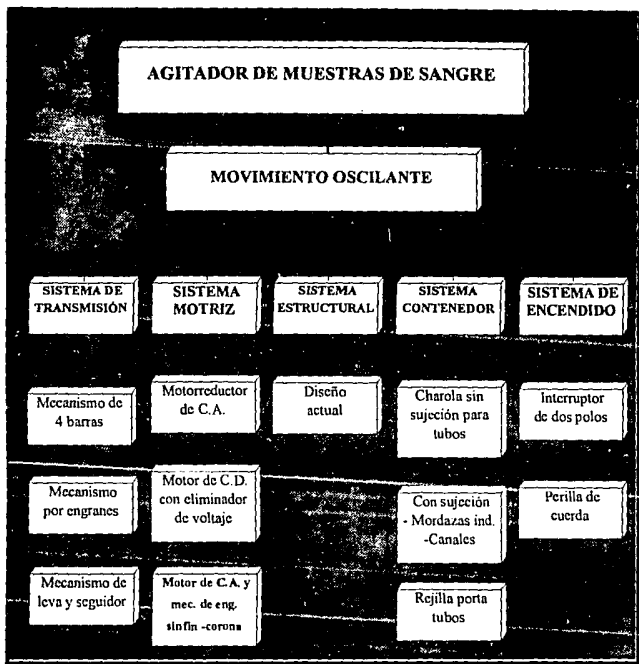 AGITADOR DE MUESTRAS DE SANGRE
MOVIMIENTO OSCILANTE
SISTEMA DE
TRANSMISIÓN
SISTEMA
MOTRIZ
SISTEMA
ESTRUCTURAL
SISTEMA
CONTENEDOR
SISTEMA DE
ENCENDIDO
Mecanismo de
4 barras
Motorreductor
de C.A.
Diseño
actual
Charola sin
sujeción para
tubos
Interruptor
de dos polos
Mecanismo
por engranes
Motor de C.D.
con eliminador
de voltaje
Con sujeción
- Mordazas ind.
-Canales
Perilla de
cuerda
Mecanismo de
leva y seguidor
Motor de C.A. y
mec. de eng.
sinfin -corona
Rejilla porta
tubos